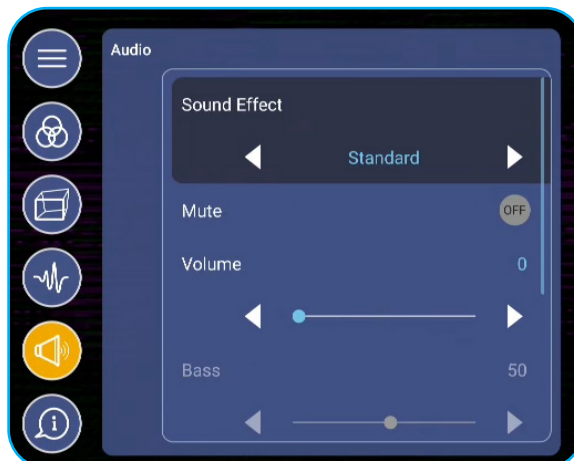 Audio
Sound Effect
Standard
Mute OFF
Volume 0
Bass 50
i